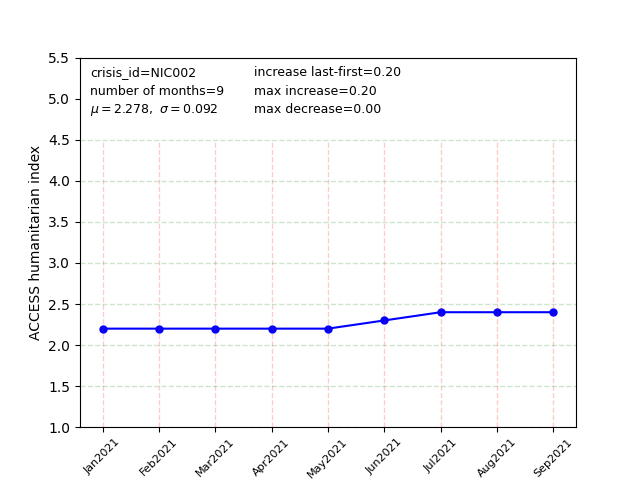 crisis_id=NIC002
number of months=9
μ = 2.278, σ = 0.092
increase last-first=0.20
max increase=0.20
max decrease=0.00
ACCESS humanitarian index
5.5
5.0
4.5
4.0
3.5
3.0
2.5
2.0
1.5
1.0
Jan2021
Feb2021
Mar2021
Apr2021
May2021
Jun2021
Jul2021
Aug2021
Sep2021